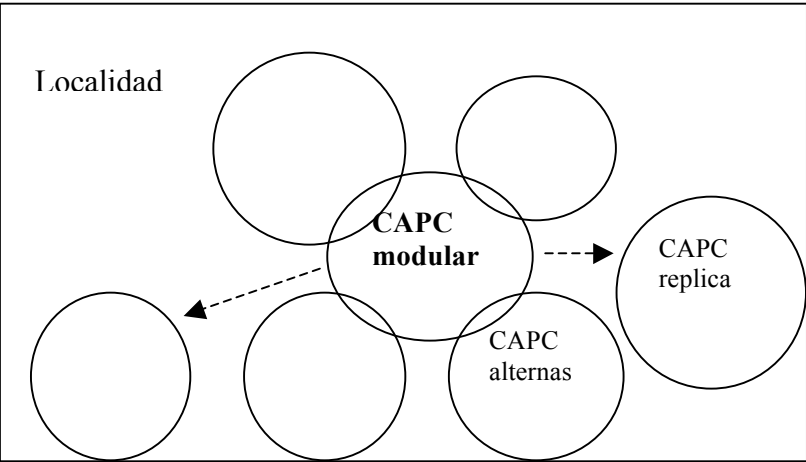 Localidad
CAPC
modular
CAPC
replica
CAPC
alternas